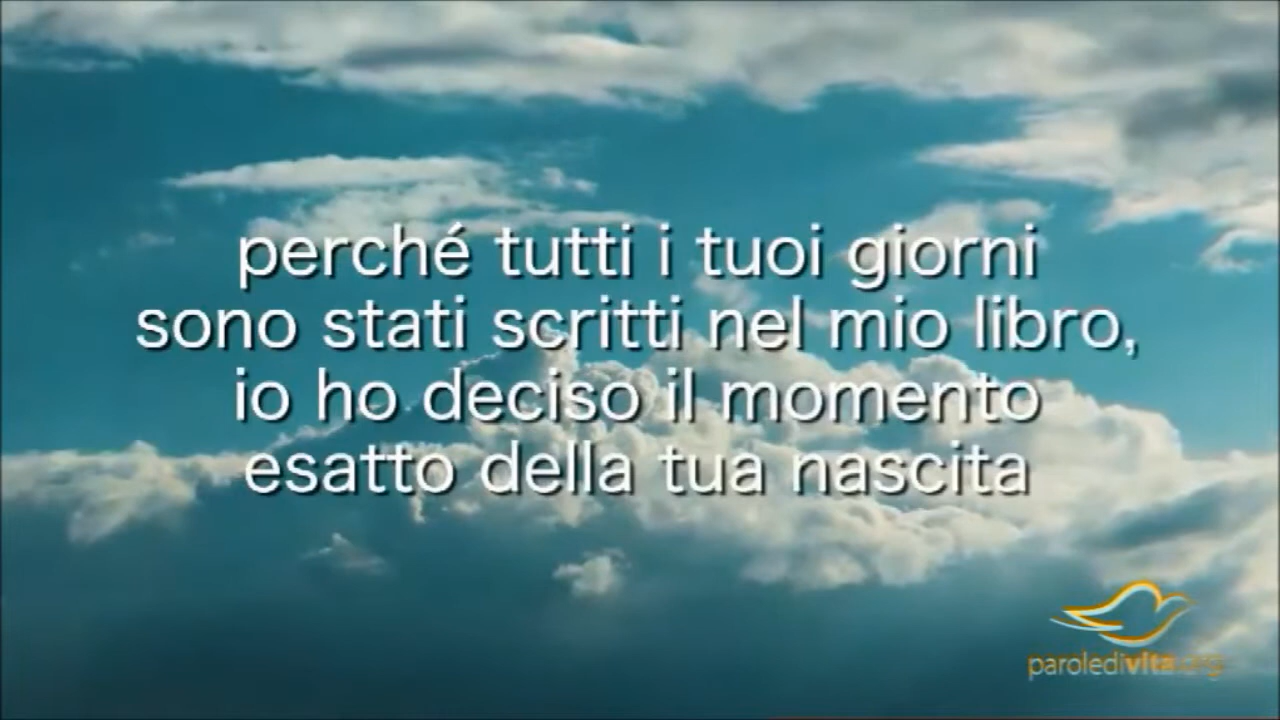 perché tutti i tuoi giorni
sono stati scritti nel mio libro,
io ho deciso il momento
esatto della tua nascita
paroledivita.org